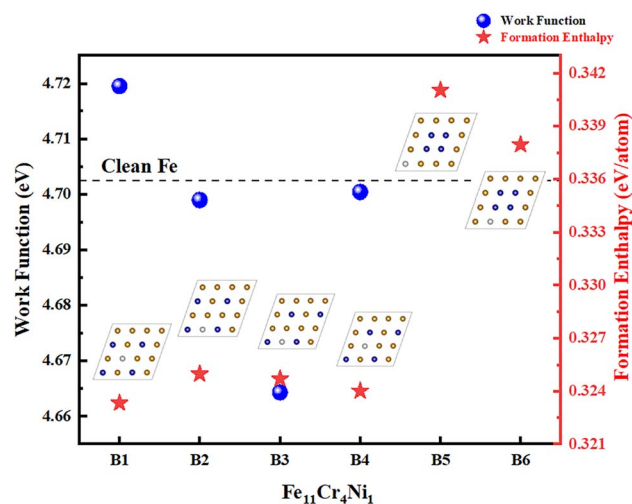 Work Function
Formation Enthalpy
4.72
4.71
4.70
4.69
4.68
4.67
4.66
Work Function (eV)
Clean Fe
0.342
0.339
0.336
0.333
0.330
0.327
0.324
0.321
Formation Enthalpy (eV/atom)
B1 B2 B3 B4 B5 B6
Fe₁₁Cr₄Ni₁